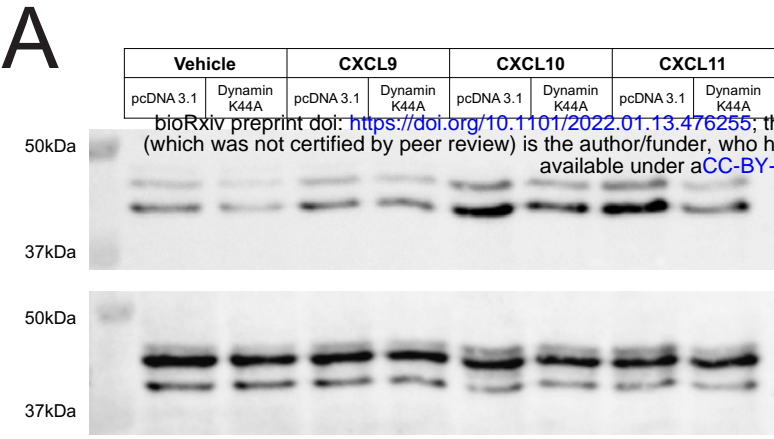 A
Vehicle CXCL9 CXCL10 CXCL11
pcDNA 3.1 Dynamin K44A pcDNA 3.1 Dynamin K44A pcDNA 3.1 Dynamin K44A pcDNA 3.1 Dynamin K44A
bioRxiv preprint doi: https://doi.org/10.1101/2022.01.13.476255; th
(which was not certified by peer review) is the author/funder, who h
available under aCC-BY-
50kDa
37kDa
50kDa
37kDa